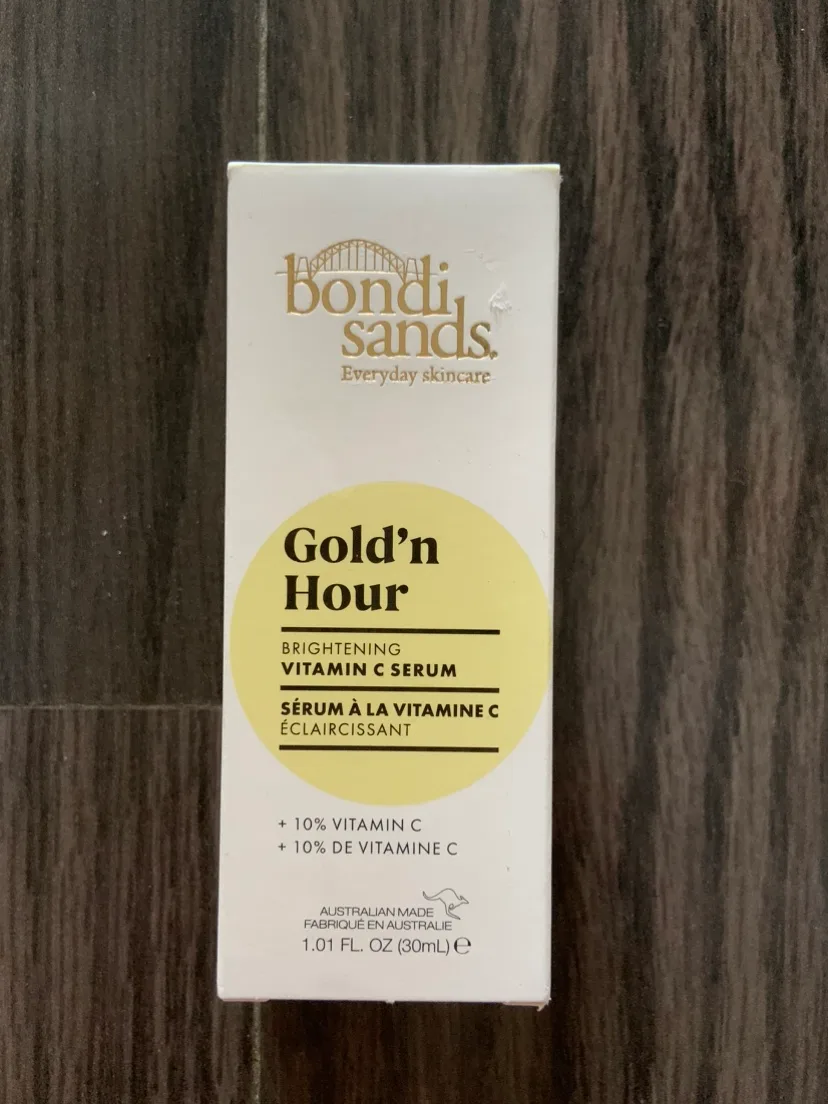 bondi
sands.
Everyday skincare
Gold’n
Hour
BRIGHTENING
VITAMIN C SERUM
SÉRUM À LA VITAMINE C
ÉCLAIRCISSANT
+ 10% VITAMIN C
+ 10% DE VITAMINE C
AUSTRALIAN MADE
FABRIQUÉ EN AUSTRALIE
1.01 FL. OZ (30mL) ℮